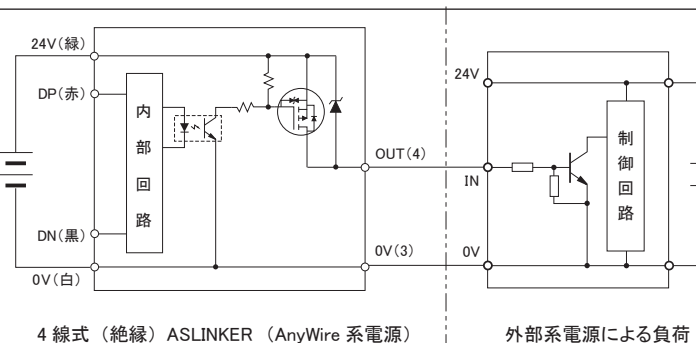 24V(緑)
DP(赤)
内部回路
DN(黒)
0V(白)
OUT(4)
0V(3)
24V
IN
0V
制御回路
4 線式 (絶縁) ASLINKER (AnyWire 系電源)
外部系電源による負荷